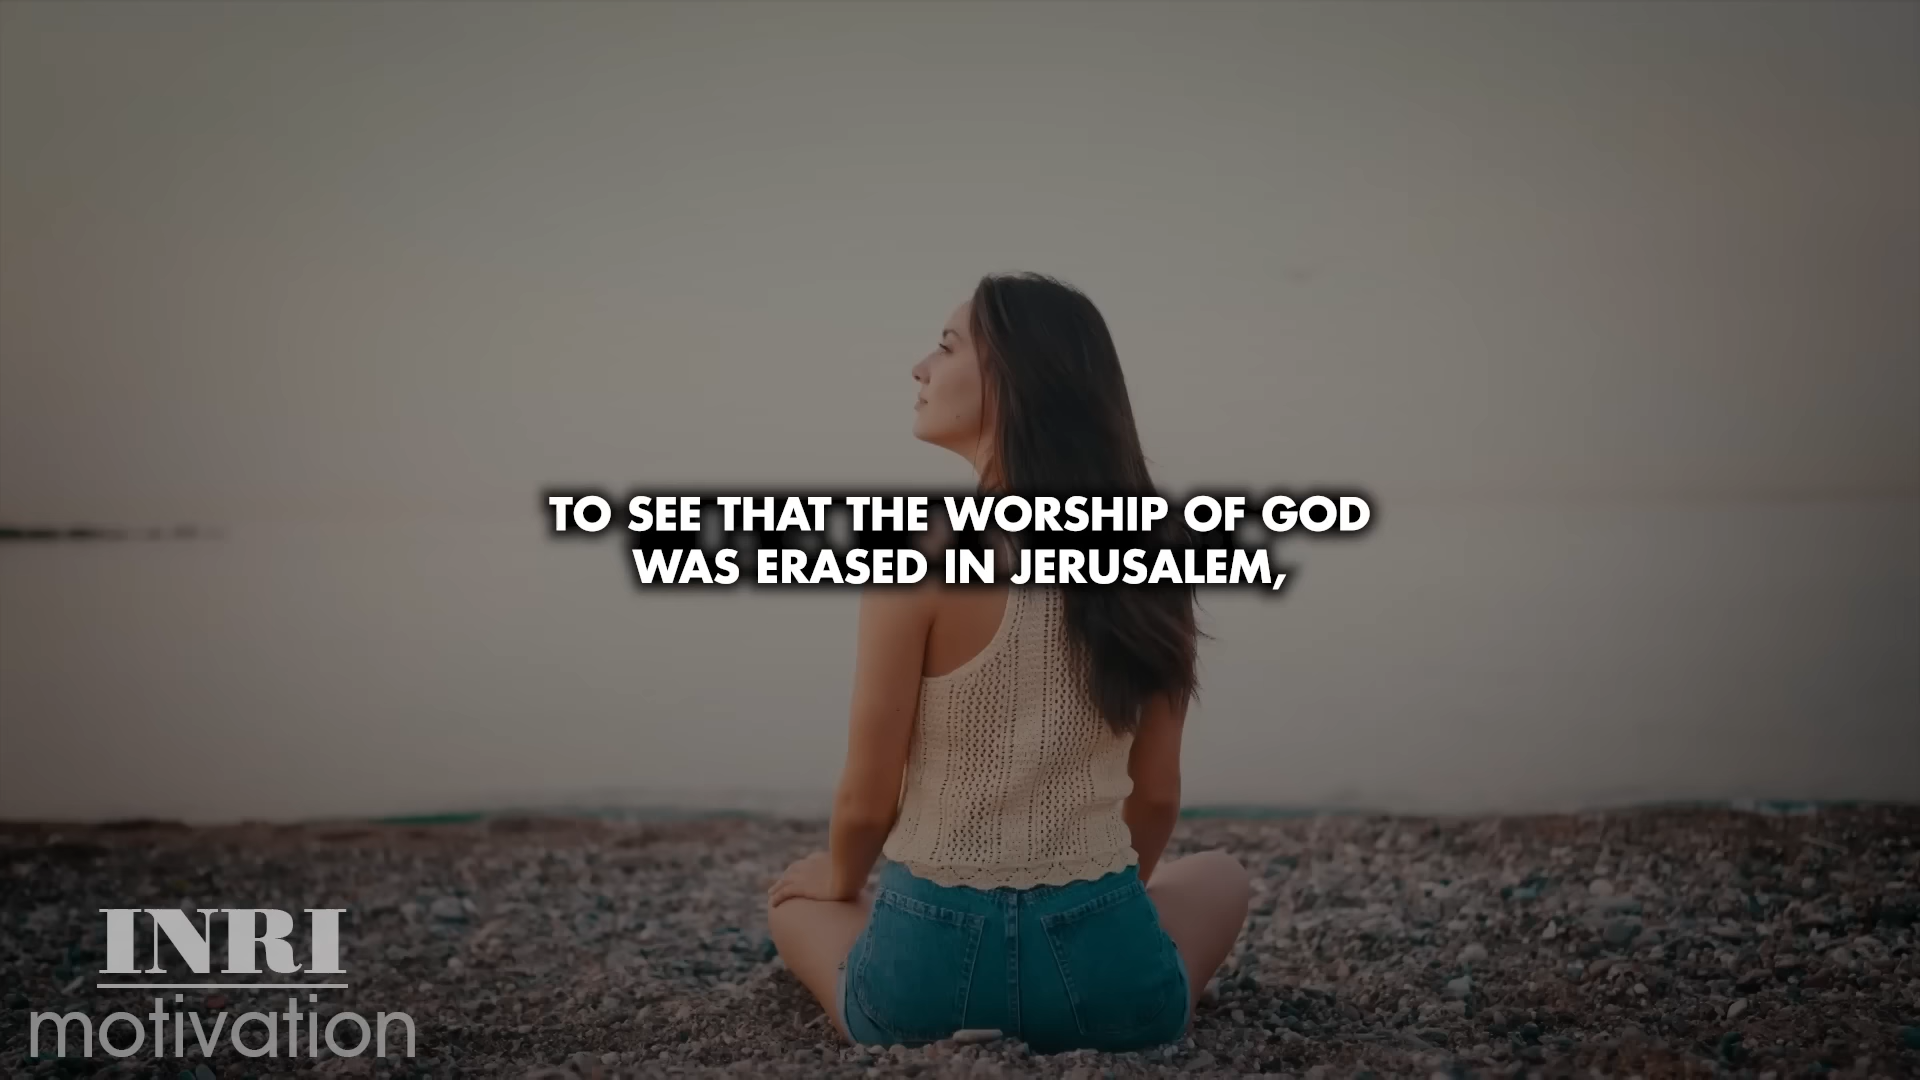 TO SEE THAT THE WORSHIP OF GOD
WAS ERASED IN JERUSALEM,
INRI
motivation